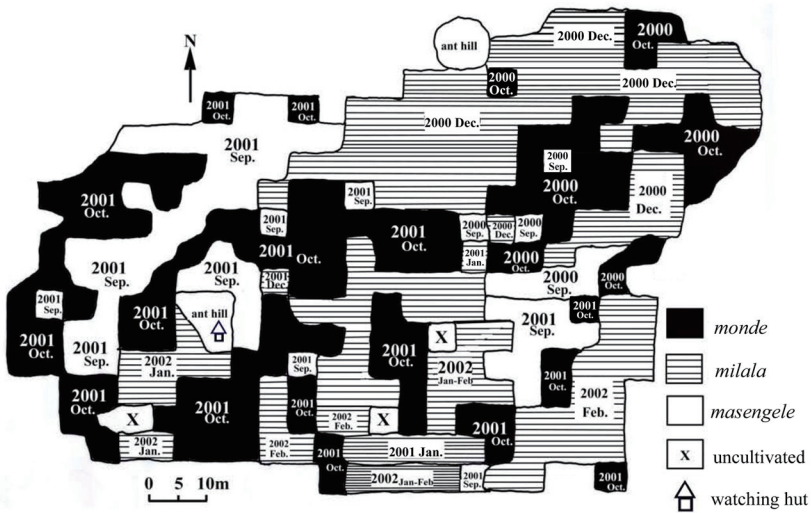 2000 Dec.
2000
Oct.
ant hill
N
2000
Oct.
2000 Dec.
2001
Oct.
2001
Oct.
2000 Dec.
2001
Sep.
2000
Oct.
2000
Sep.
2001
Oct.
2001
Sep.
2000
Oct.
2000
Dec.
2001
Sep.
2001
Oct.
2000
Sep.
2000
Dec.
2000
Sep.
2001
Oct.
2001
Jan.
2000
Oct.
2001
Sep.
2001
Sep.
2001
Dec.
2000
Sep.
2000
Oct.
2001
Sep.
2001
Oct.
ant hill
2001
Oct.
2001
Sep.
monde
2001
Oct.
2001
Sep.
X
2001
Oct.
2002
Jan.
2001
Sep.
2002
Jan-Feb
2001
Oct.
milala
2001
Oct.
2001
Oct.
2001
Oct.
2002
Feb.
masengele
X
2002
Feb.
X
2002
Jan.
2002
Feb.
2001
Oct.
2001 Jan.
2001
Oct.
X
uncultivated
2002 Jan-Feb
2001
Sep.
2001
Oct.
0 5 10m
watching hut